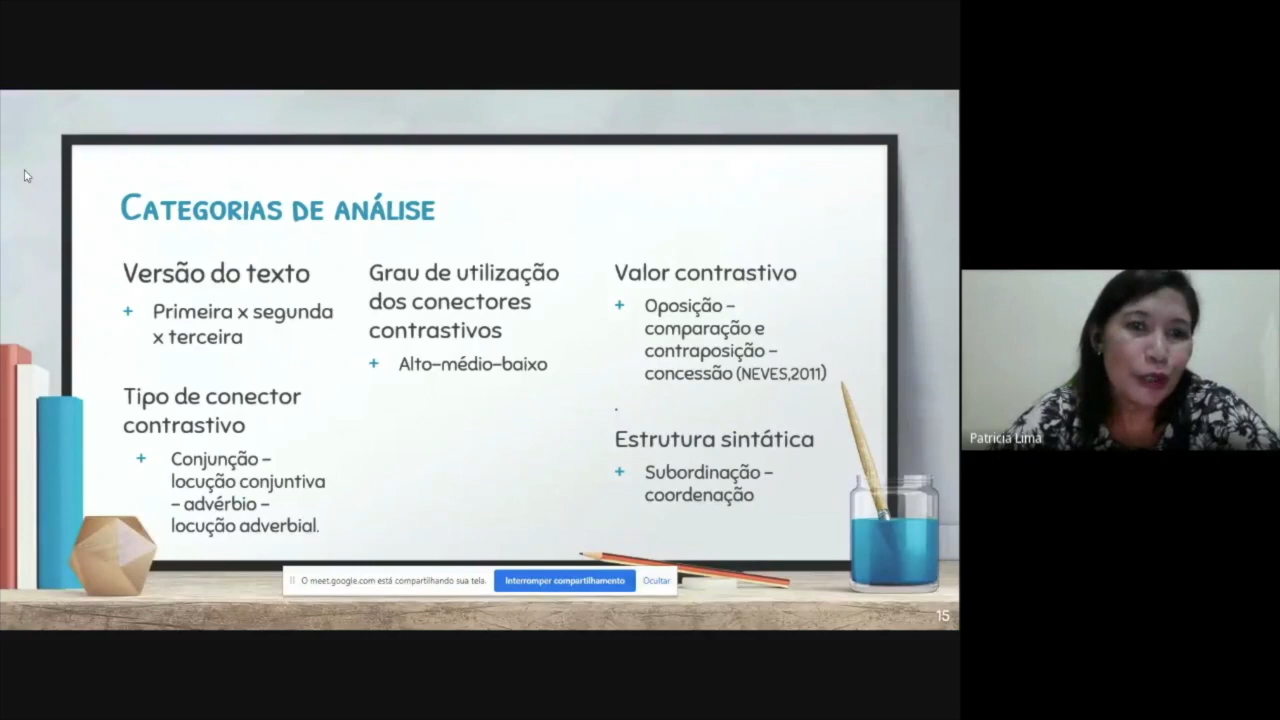 Categorias de análise
Versão do texto
+ Primeira x segunda
x terceira
Tipo de conector
contrastivo
+ Conjunção –
locução conjuntiva
– advérbio –
locução adverbial.
Grau de utilização
dos conectores
contrastivos
+ Alto-médio-baixo
Valor contrastivo
+ Oposição –
comparação e
contraposição –
concessão (NEVES,2011)
.
Estrutura sintática
+ Subordinação –
coordenação
O meet.google.com está compartilhando sua tela.
Interromper compartilhamento
Ocultar
15
Patricia Lima